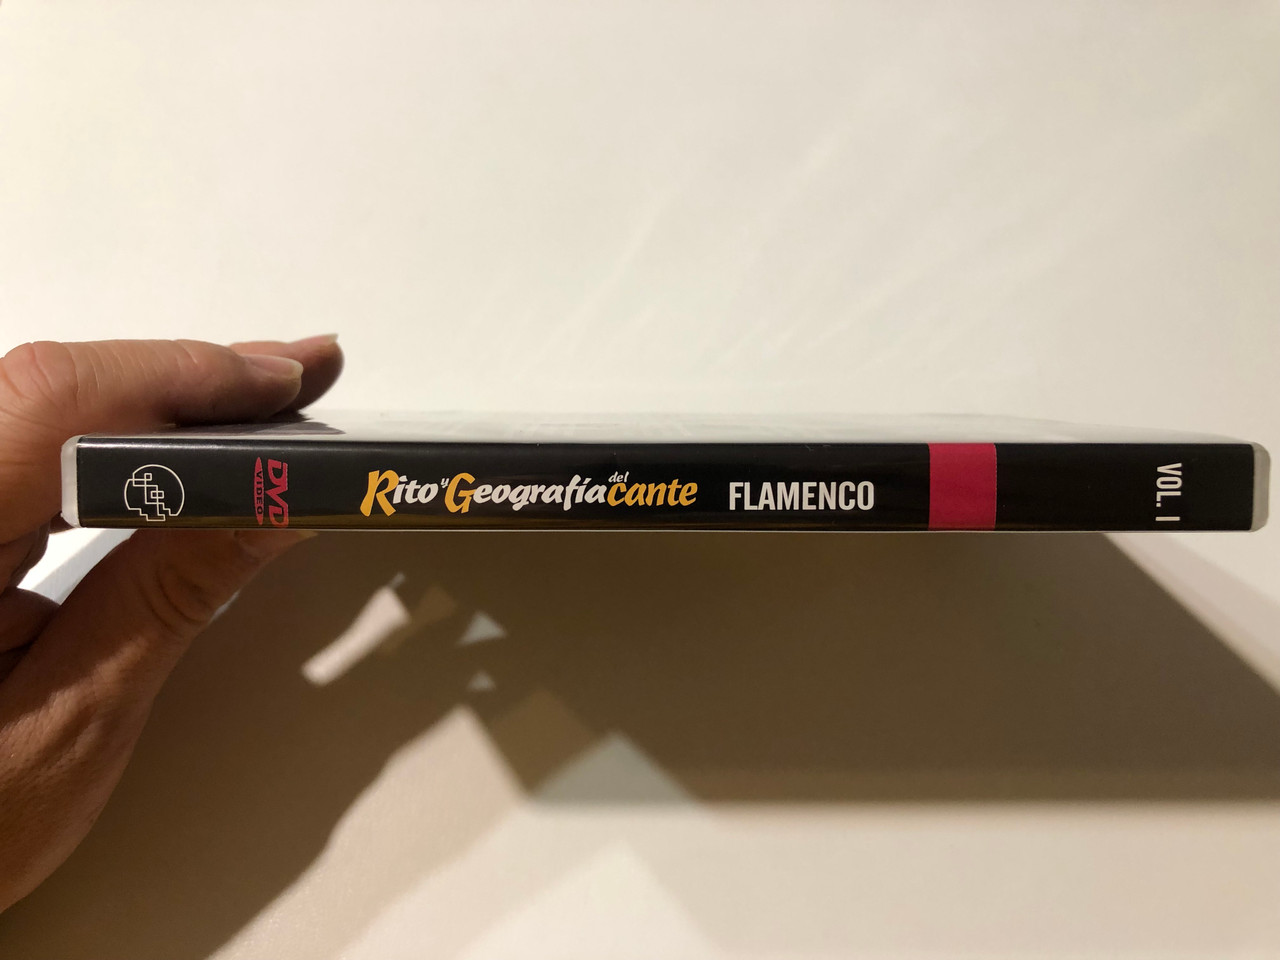 DVD
VIDEO
Rito y Geografía del cante FLAMENCO
VOL. I